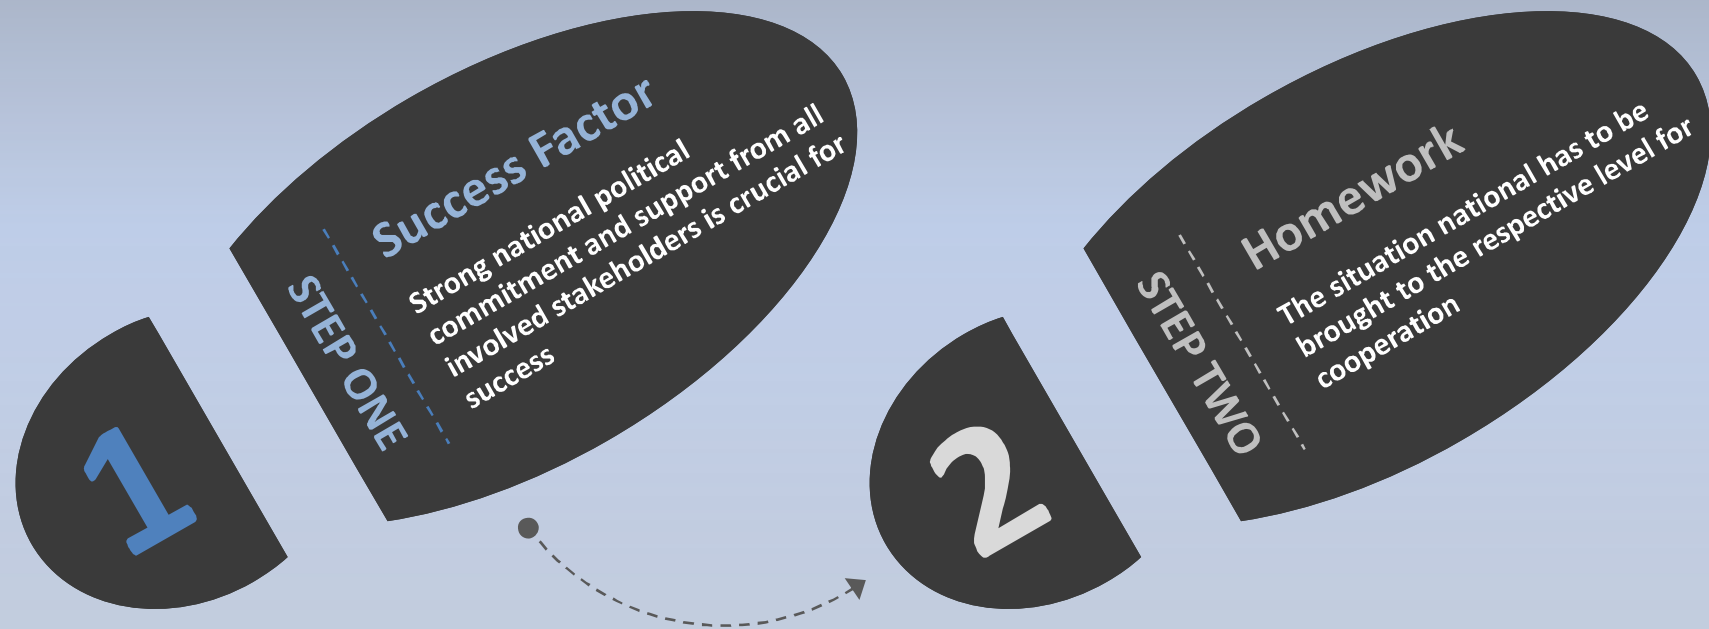 1
STEP ONE
Success Factor
Strong national political
commitment and support from all
involved stakeholders is crucial for
success
2
STEP TWO
Homework
The situation national has to be
brought to the respective level for
cooperation